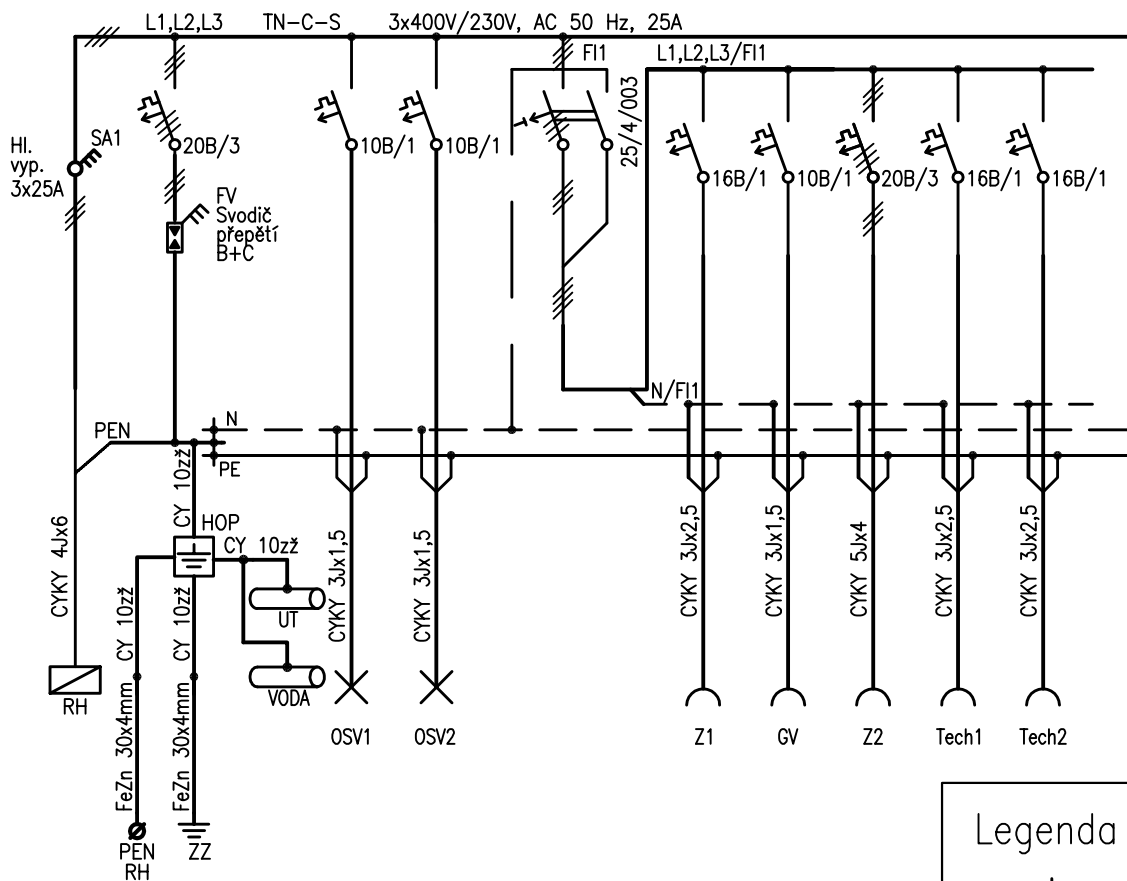 L1,L2,L3 TN-C-S 3x400V/230V, AC 50 Hz, 25A
FI1
L1,L2,L3/FI1
25/4/003
Hl.
vyp.
3x25A
SA1
20B/3
10B/1
10B/1
16B/1
10B/1
20B/3
16B/1
16B/1
FV
Svodič
přepětí
B+C
N/FI1
PEN
N
PE
CY 10zž
HOP
CY 10zž
CYKY 4Jx6
CY 10zž
CY 10zž
UT
VODA
CYKY 3Jx1,5
CYKY 3Jx1,5
CYKY 3Jx2,5
CYKY 3Jx1,5
CYKY 5Jx4
CYKY 3Jx2,5
CYKY 3Jx2,5
RH
FeZn 30x4mm
FeZn 30x4mm
OSV1
OSV2
Z1
GV
Z2
Tech1
Tech2
PEN
RH
ZZ
Legenda